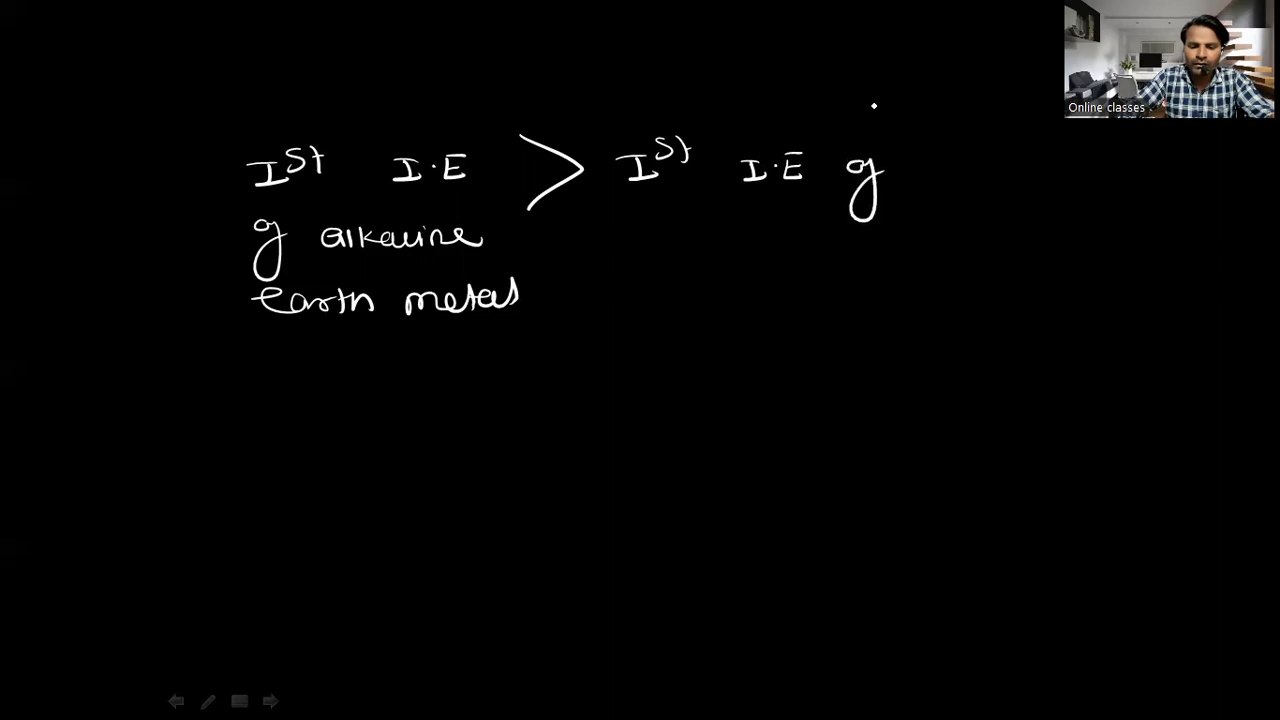 Online classes
Iˢᵗ I.E > Iˢᵗ I.E of
of alkaline
earth metals